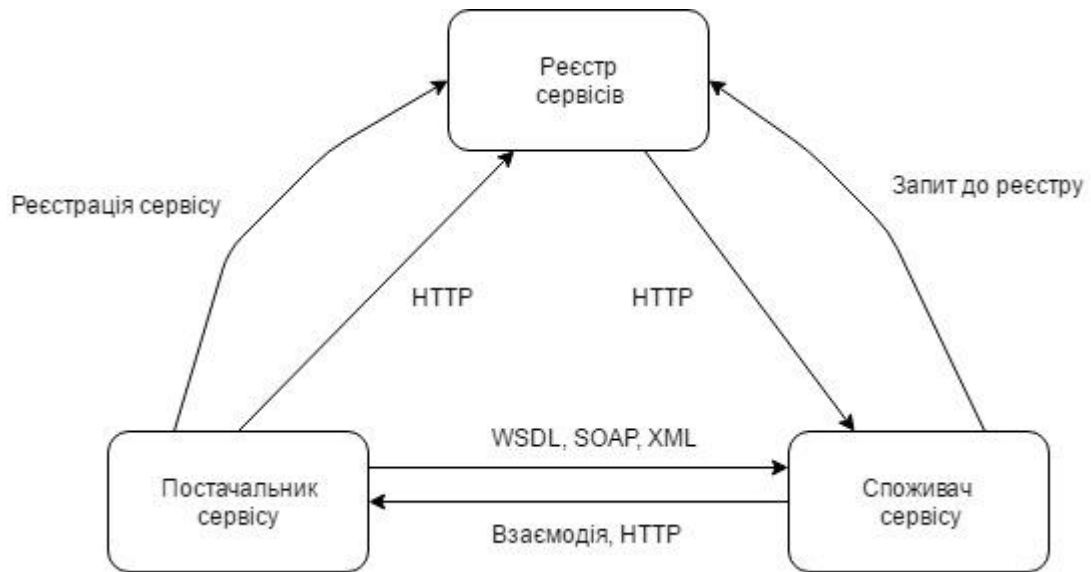 Реєстр
сервісів
Реєстрація сервісу
Запит до реєстру
HTTP
HTTP
WSDL, SOAP, XML
Постачальник
сервісу
Споживач
сервісу
Взаємодія, HTTP